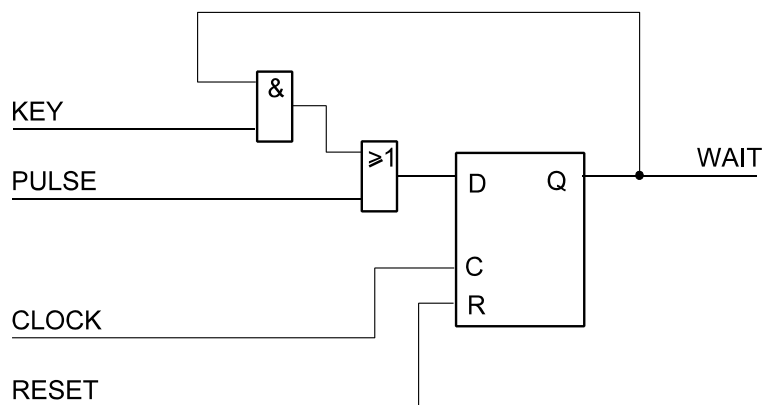 &
KEY
≥1
WAIT
PULSE
D Q
C
R
CLOCK
RESET